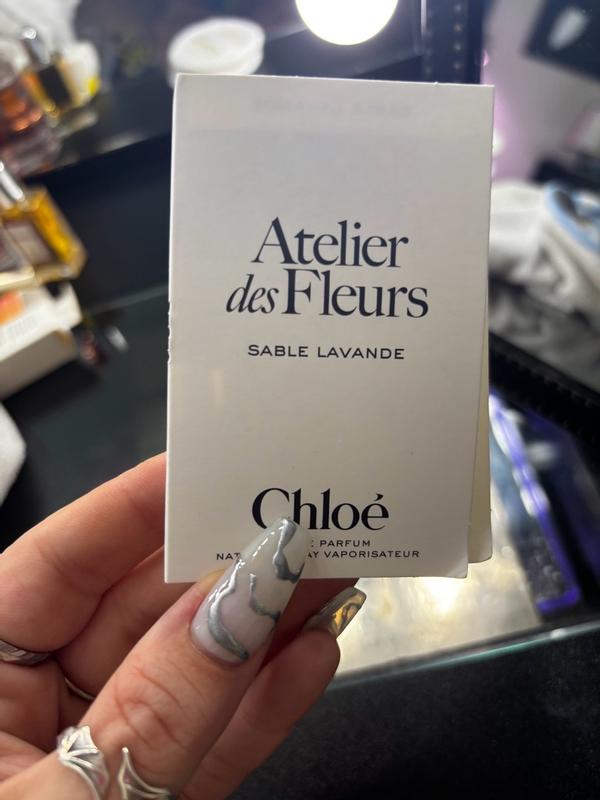 Atelier
des Fleurs
SABLE LAVANDE
Chloé
PARFUM
VAPORISATEUR